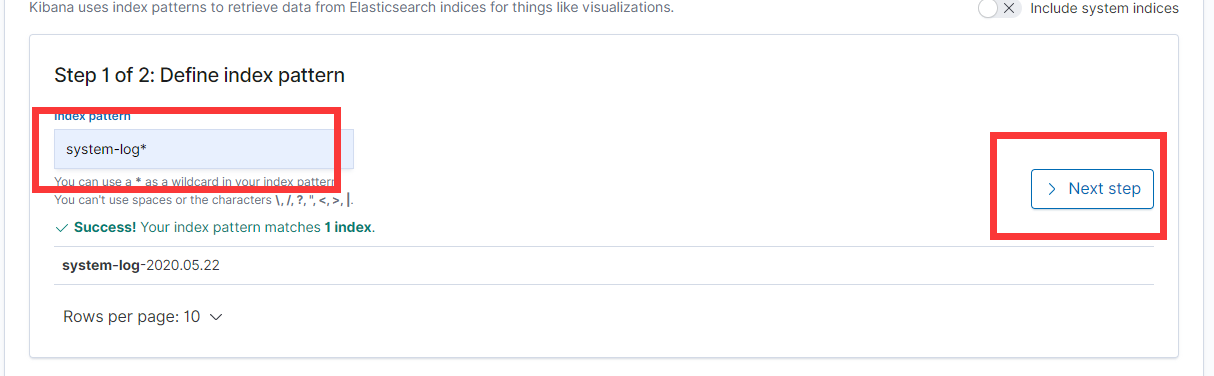 Kibana uses index patterns to retrieve data from Elasticsearch indices for things like visualizations.
Include system indices
Step 1 of 2: Define index pattern
Index pattern
system-log*
You can use a * as a wildcard in your index pattern.
You can't use spaces or the characters \, /, ?, ", <, >, |.
Next step
Success! Your index pattern matches 1 index.
system-log-2020.05.22
Rows per page: 10